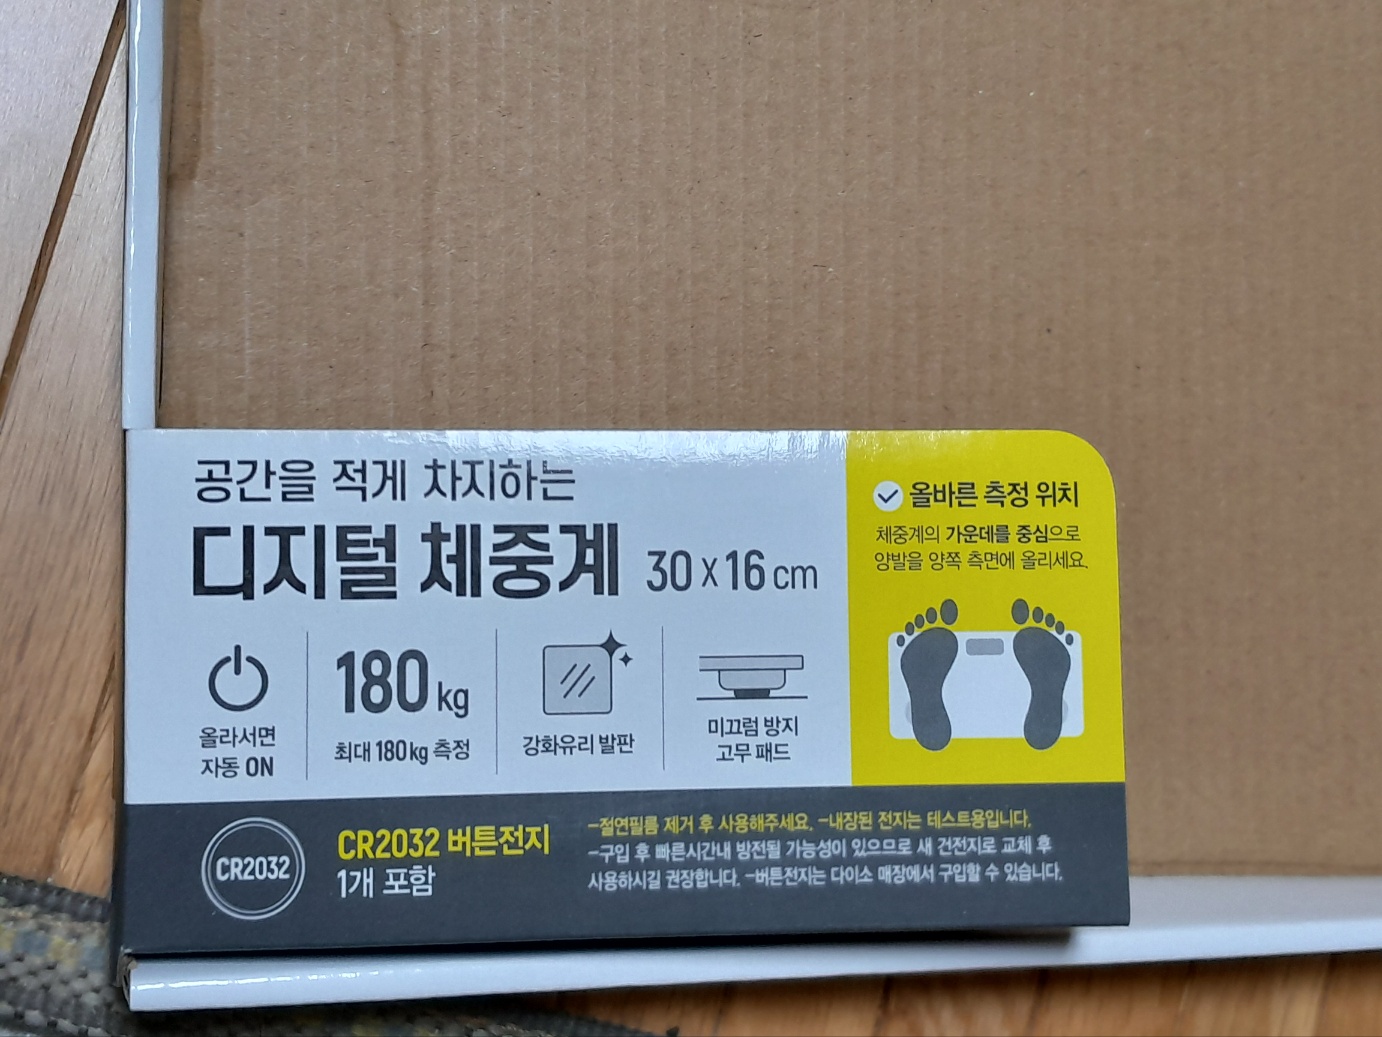 공간을 적게 차지하는
디지털 체중계 30 x 16 cm
올라서면
자동 ON
180 kg
최대 180kg 측정
강화유리 발판
미끄럼 방지
고무 패드
올바른 측정 위치
체중계의 가운데를 중심으로
양발을 양쪽 측면에 올리세요.
CR2032
CR2032 버튼전지
1개 포함
-절연필름 제거 후 사용해주세요. -내장된 전지는 테스트용입니다.
-구입 후 빠른시간내 방전될 가능성이 있으므로 새 건전지로 교체 후
사용하시길 권장합니다. -버튼전지는 다이소 매장에서 구입할 수 있습니다.